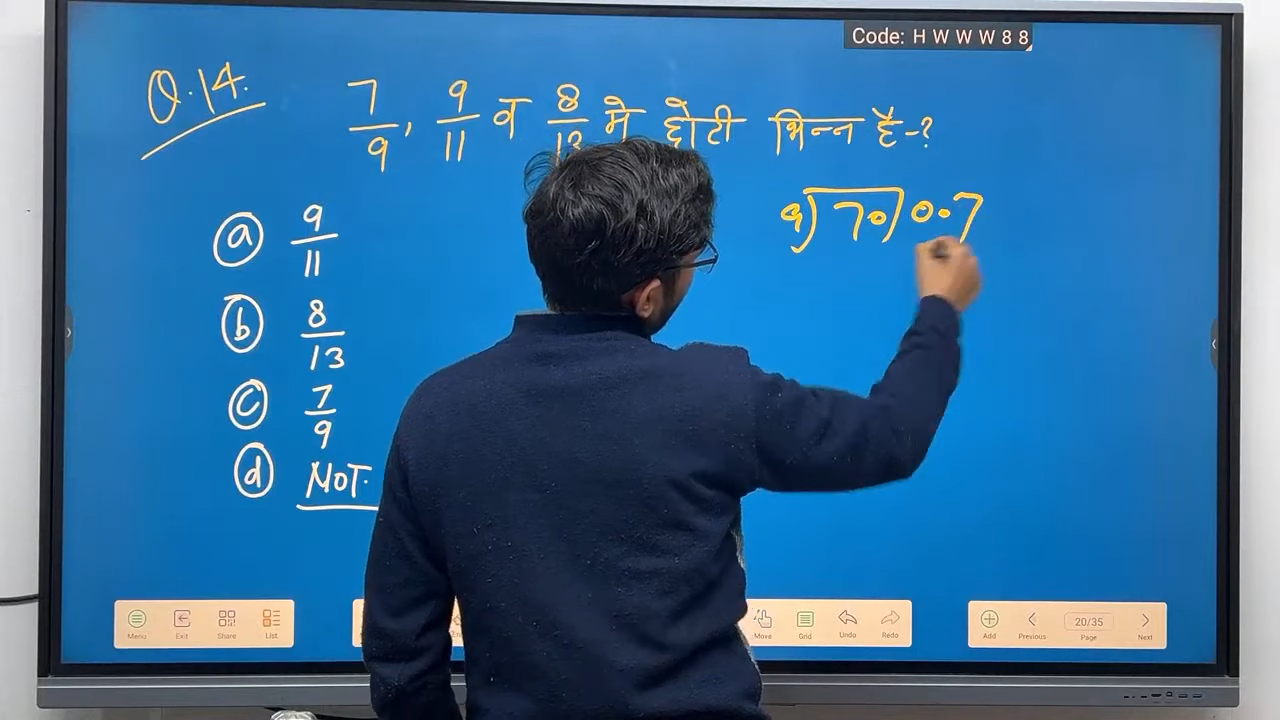 Code: H W W W 8 8
Q.14. 7/9, 9/11 व 8/13 मे छोटी भिन्न है-?
9)70)0.7
(a) 9/11
(b) 8/13
(c) 7/9
(d) NOT.
Menu Exit Share List Move Grid Undo Redo Add Previous 20/35 Page Next